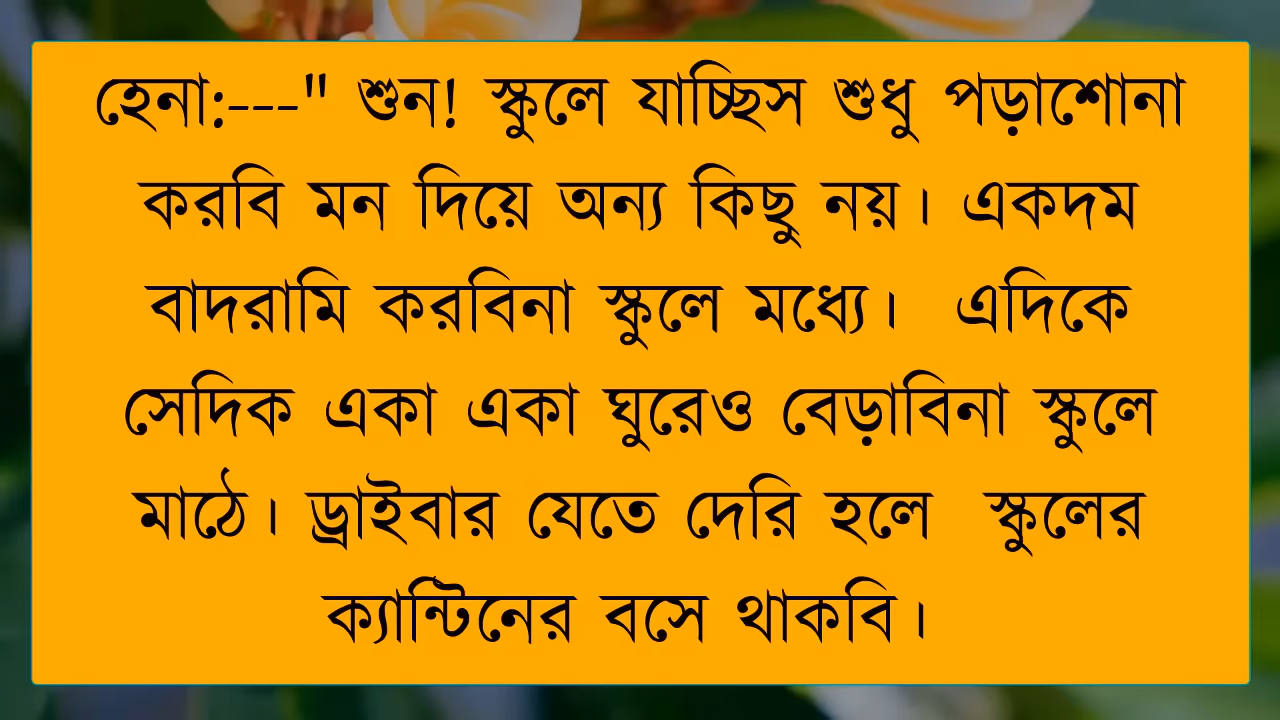 হেনা:---" শুন! স্কুলে যাচ্ছিস শুধু পড়াশোনা
করবি মন দিয়ে অন্য কিছু নয়। একদম
বাদরামি করবিনা স্কুলে মধ্যে।  এদিকে
সেদিক একা একা ঘুরেও বেড়াবিনা স্কুলে
মাঠে। ড্রাইবার যেতে দেরি হলে  স্কুলের
ক্যান্টিনের বসে থাকবি।